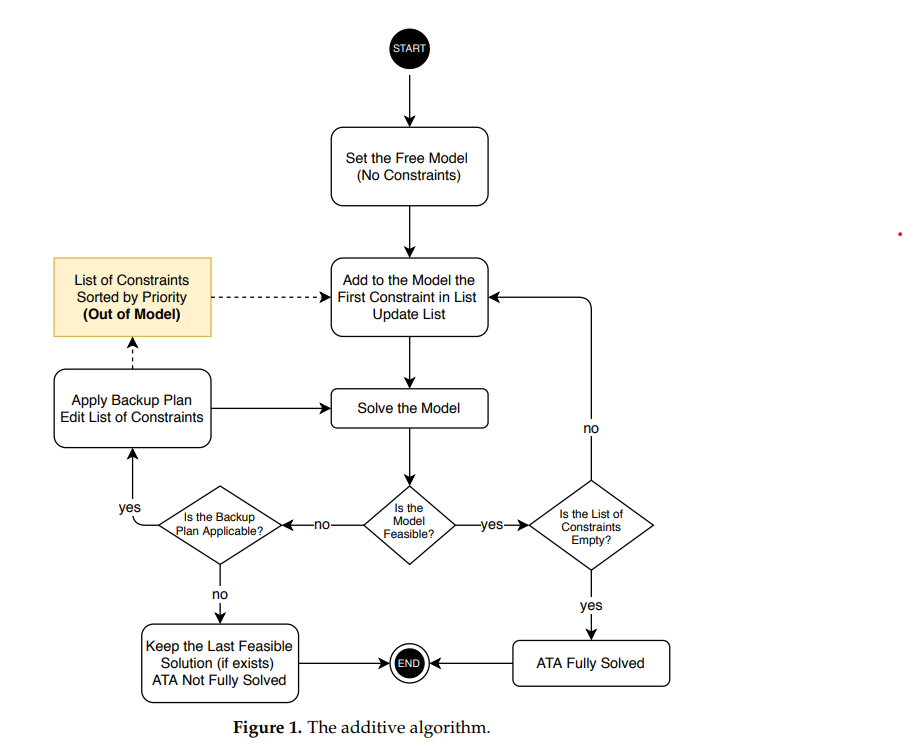 START
Set the Free Model
(No Constraints)
List of Constraints
Sorted by Priority
(Out of Model)
Add to the Model the
First Constraint in List
Update List
Apply Backup Plan
Edit List of Constraints
Solve the Model
no
yes
Is the Backup
Plan Applicable?
no
Is the
Model
Feasible?
yes
Is the List of
Constraints
Empty?
no
yes
Keep the Last Feasible
Solution (if exists)
ATA Not Fully Solved
END
ATA Fully Solved
Figure 1. The additive algorithm.